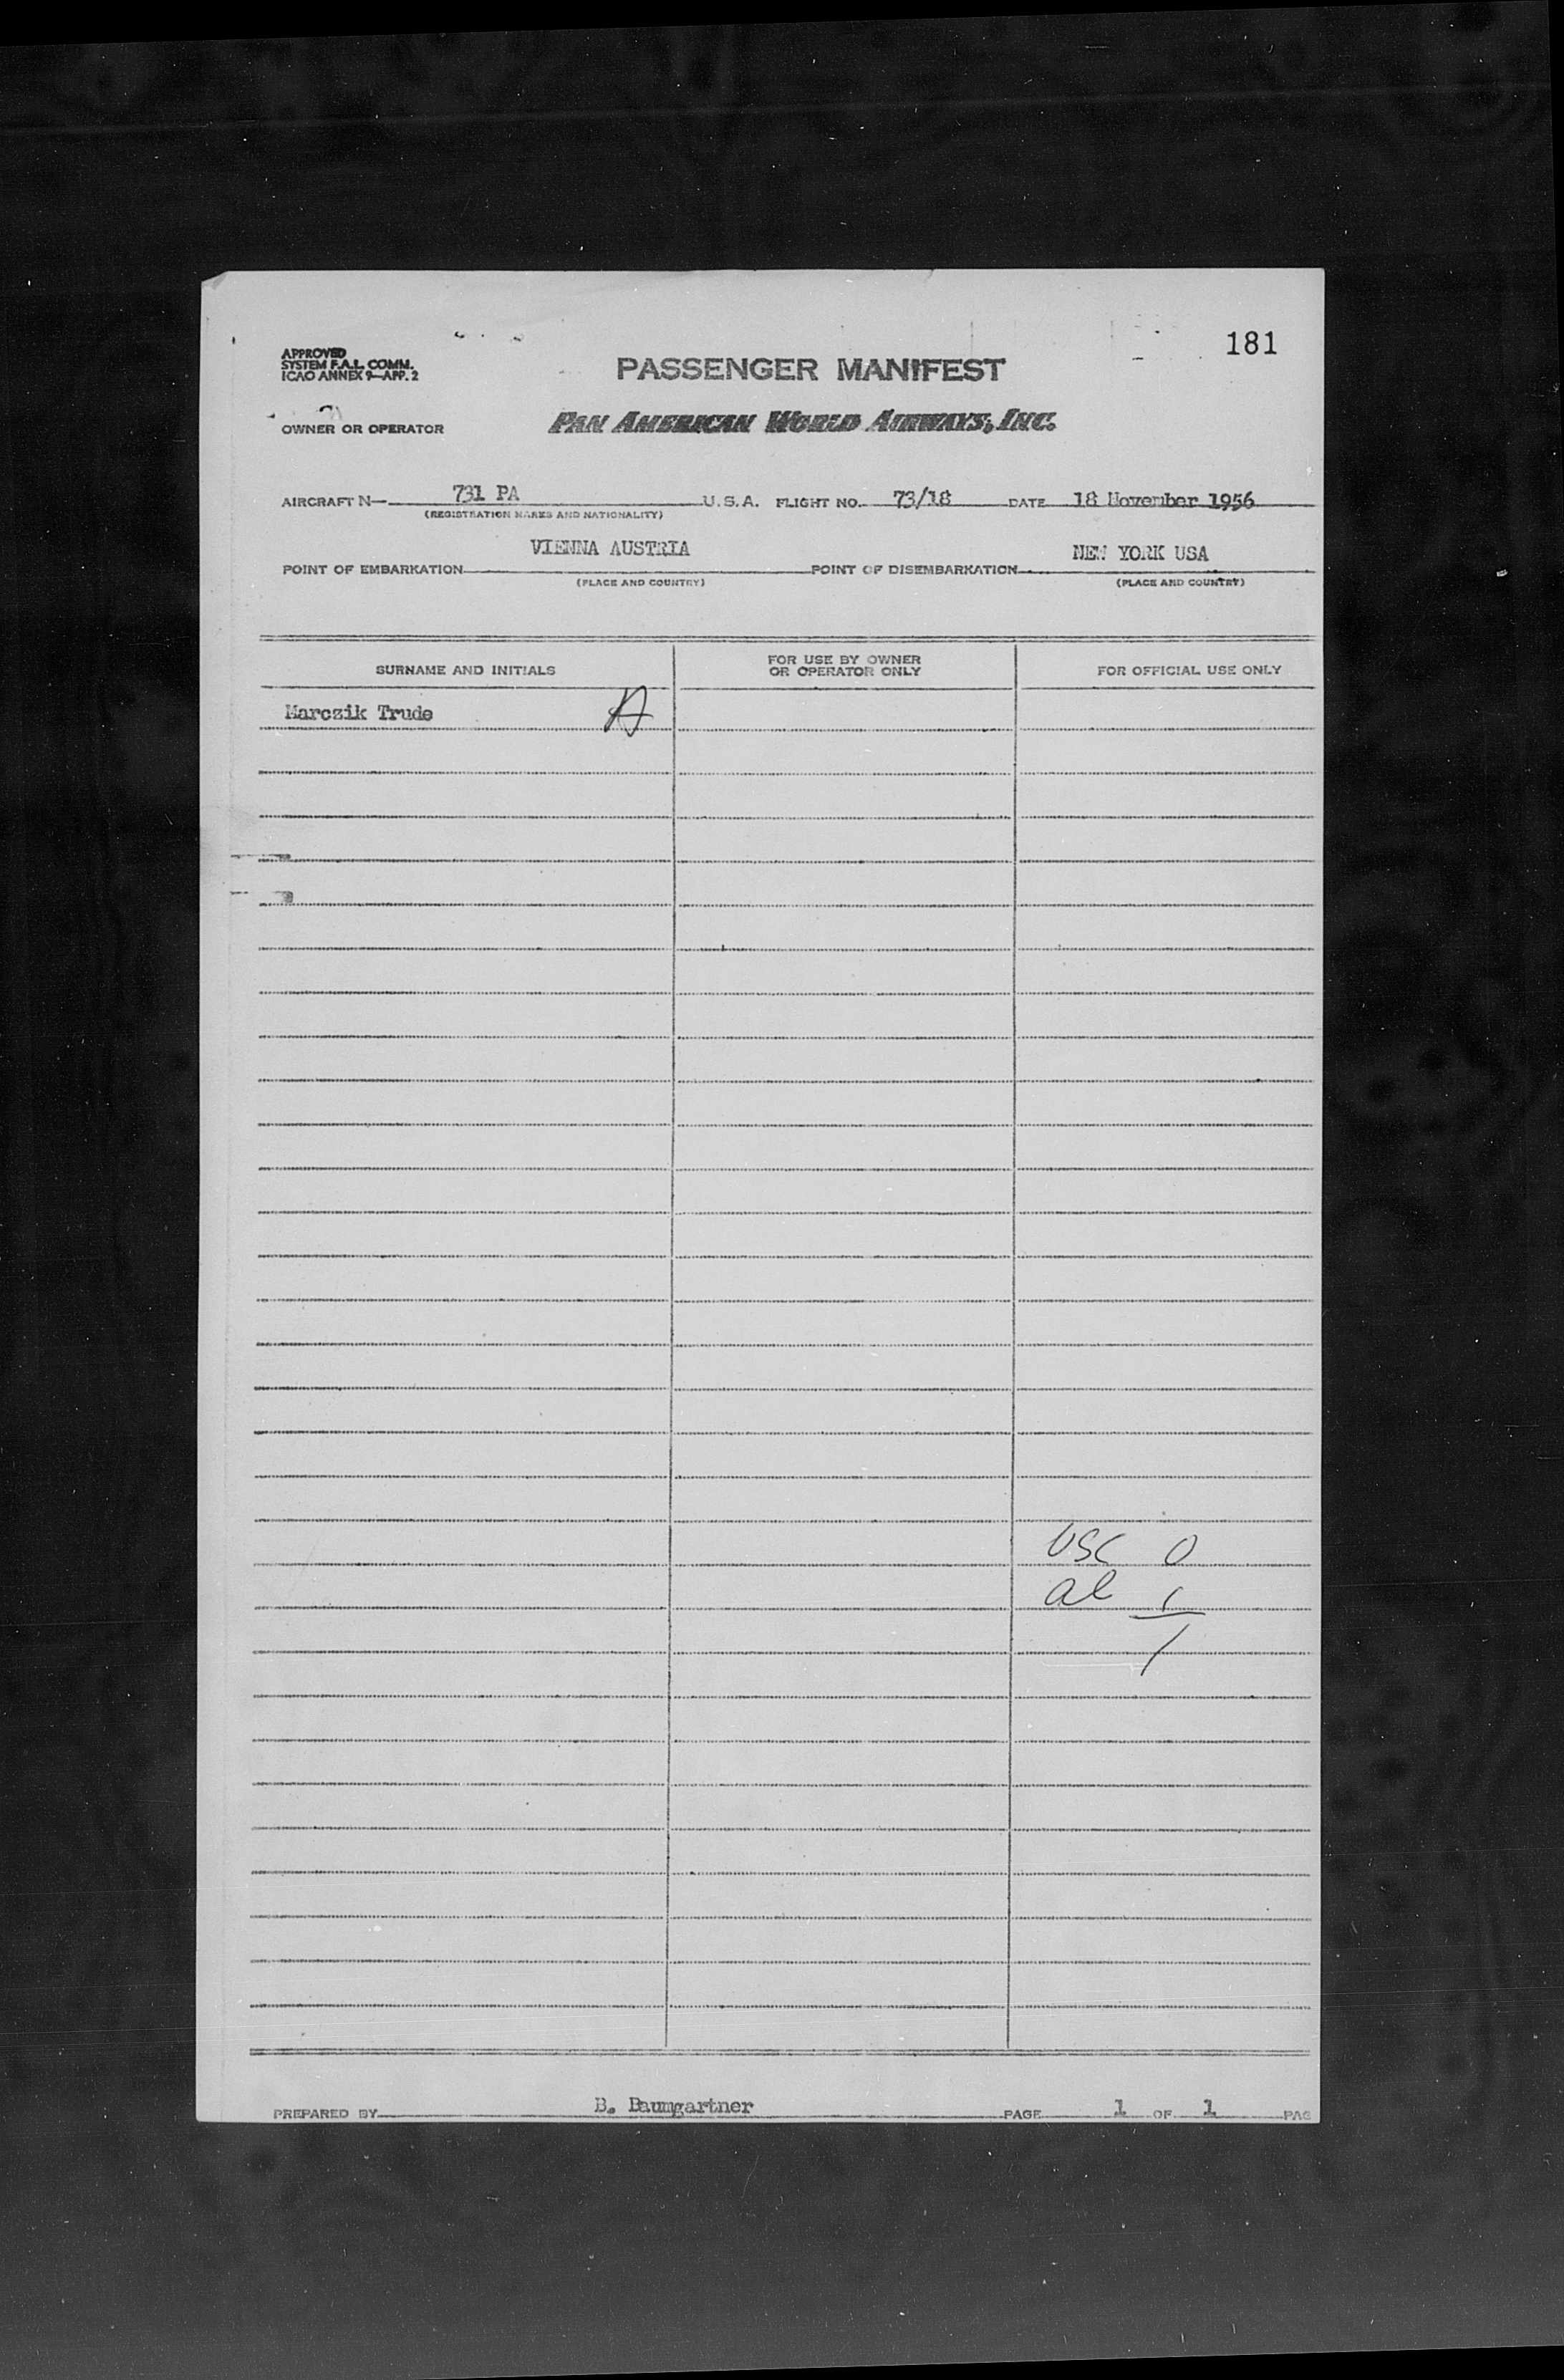 181
APPROVED
SYSTEM F.A.L. COMM.
ICAO ANNEX 9—APP. 2
PASSENGER MANIFEST
OWNER OR OPERATOR PAN AMERICAN WORLD AIRWAYS, INC.
AIRCRAFT N— 731 PA U.S.A. FLIGHT NO. 73/18 DATE 18 November 1956
(REGISTRATION MARKS AND NATIONALITY)
VIENNA AUSTRIA NEW YORK USA
POINT OF EMBARKATION POINT OF DISEMBARKATION
(PLACE AND COUNTRY) (PLACE AND COUNTRY)
SURNAME AND INITIALS FOR USE BY OWNER OR OPERATOR ONLY FOR OFFICIAL USE ONLY
Marczik Trude A
USC 0
al 1
1
PREPARED BY B. Baumgartner PAGE 1 OF 1 PAG